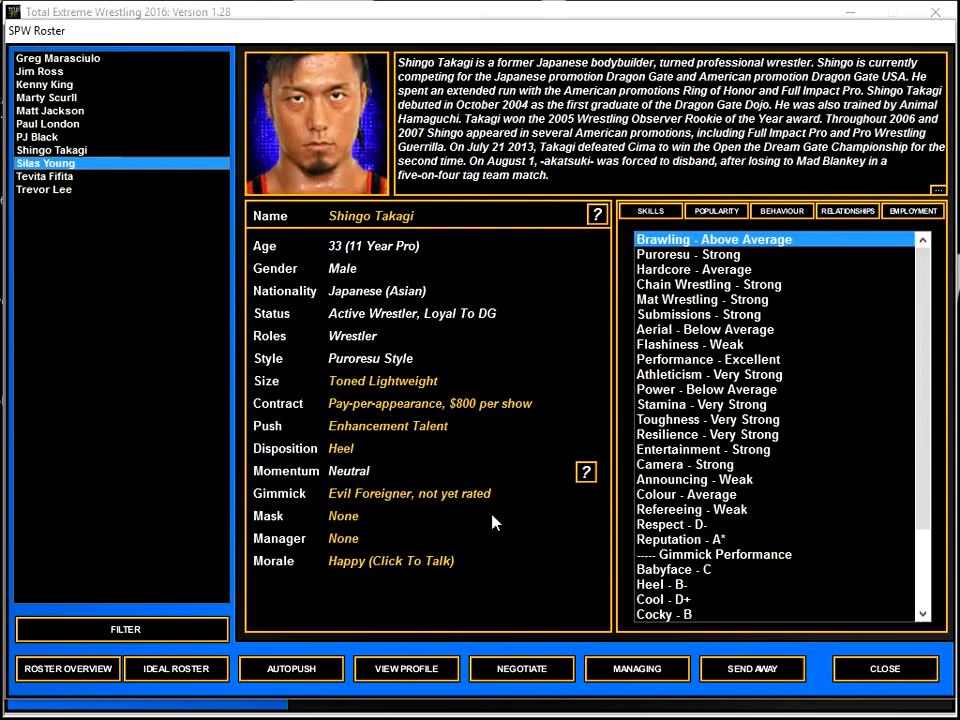 Total Extreme Wrestling 2016: Version 1.28
SPW Roster
Greg Marasciulo
Jim Ross
Kenny King
Marty Scurll
Matt Jackson
Paul London
PJ Black
Shingo Takagi
Silas Young
Tevita Fifita
Trevor Lee
FILTER
Shingo Takagi is a former Japanese bodybuilder, turned professional wrestler. Shingo is currently
competing for the Japanese promotion Dragon Gate and American promotion Dragon Gate USA. He
spent an extended run with the American promotions Ring of Honor and Full Impact Pro. Shingo Takagi
debuted in October 2004 as the first graduate of the Dragon Gate Dojo. He was also trained by Animal
Hamaguchi. Takagi won the 2005 Wrestling Observer Rookie of the Year award. Throughout 2006 and
2007 Shingo appeared in several American promotions, including Full Impact Pro and Pro Wrestling
Guerrilla. On July 21 2013, Takagi defeated Cima to win the Open the Dream Gate Championship for the
second time. On August 1, -akatsuki- was forced to disband, after losing to Mad Blankey in a
five-on-four tag team match.
...
Name Shingo Takagi ?
Age 33 (11 Year Pro)
Gender Male
Nationality Japanese (Asian)
Status Active Wrestler, Loyal To DG
Roles Wrestler
Style Puroresu Style
Size Toned Lightweight
Contract Pay-per-appearance, $800 per show
Push Enhancement Talent
Disposition Heel
Momentum Neutral ?
Gimmick Evil Foreigner, not yet rated
Mask None
Manager None
Morale Happy (Click To Talk)
SKILLS POPULARITY BEHAVIOUR RELATIONSHIPS EMPLOYMENT
Brawling - Above Average
Puroresu - Strong
Hardcore - Average
Chain Wrestling - Strong
Mat Wrestling - Strong
Submissions - Strong
Aerial - Below Average
Flashiness - Weak
Performance - Excellent
Athleticism - Very Strong
Power - Below Average
Stamina - Very Strong
Toughness - Very Strong
Resilience - Very Strong
Entertainment - Strong
Camera - Strong
Announcing - Weak
Colour - Average
Refereeing - Weak
Respect - D-
Reputation - A*
----- Gimmick Performance
Babyface - C
Heel - B-
Cool - D+
Cocky - B
ROSTER OVERVIEW IDEAL ROSTER AUTOPUSH VIEW PROFILE NEGOTIATE MANAGING SEND AWAY CLOSE